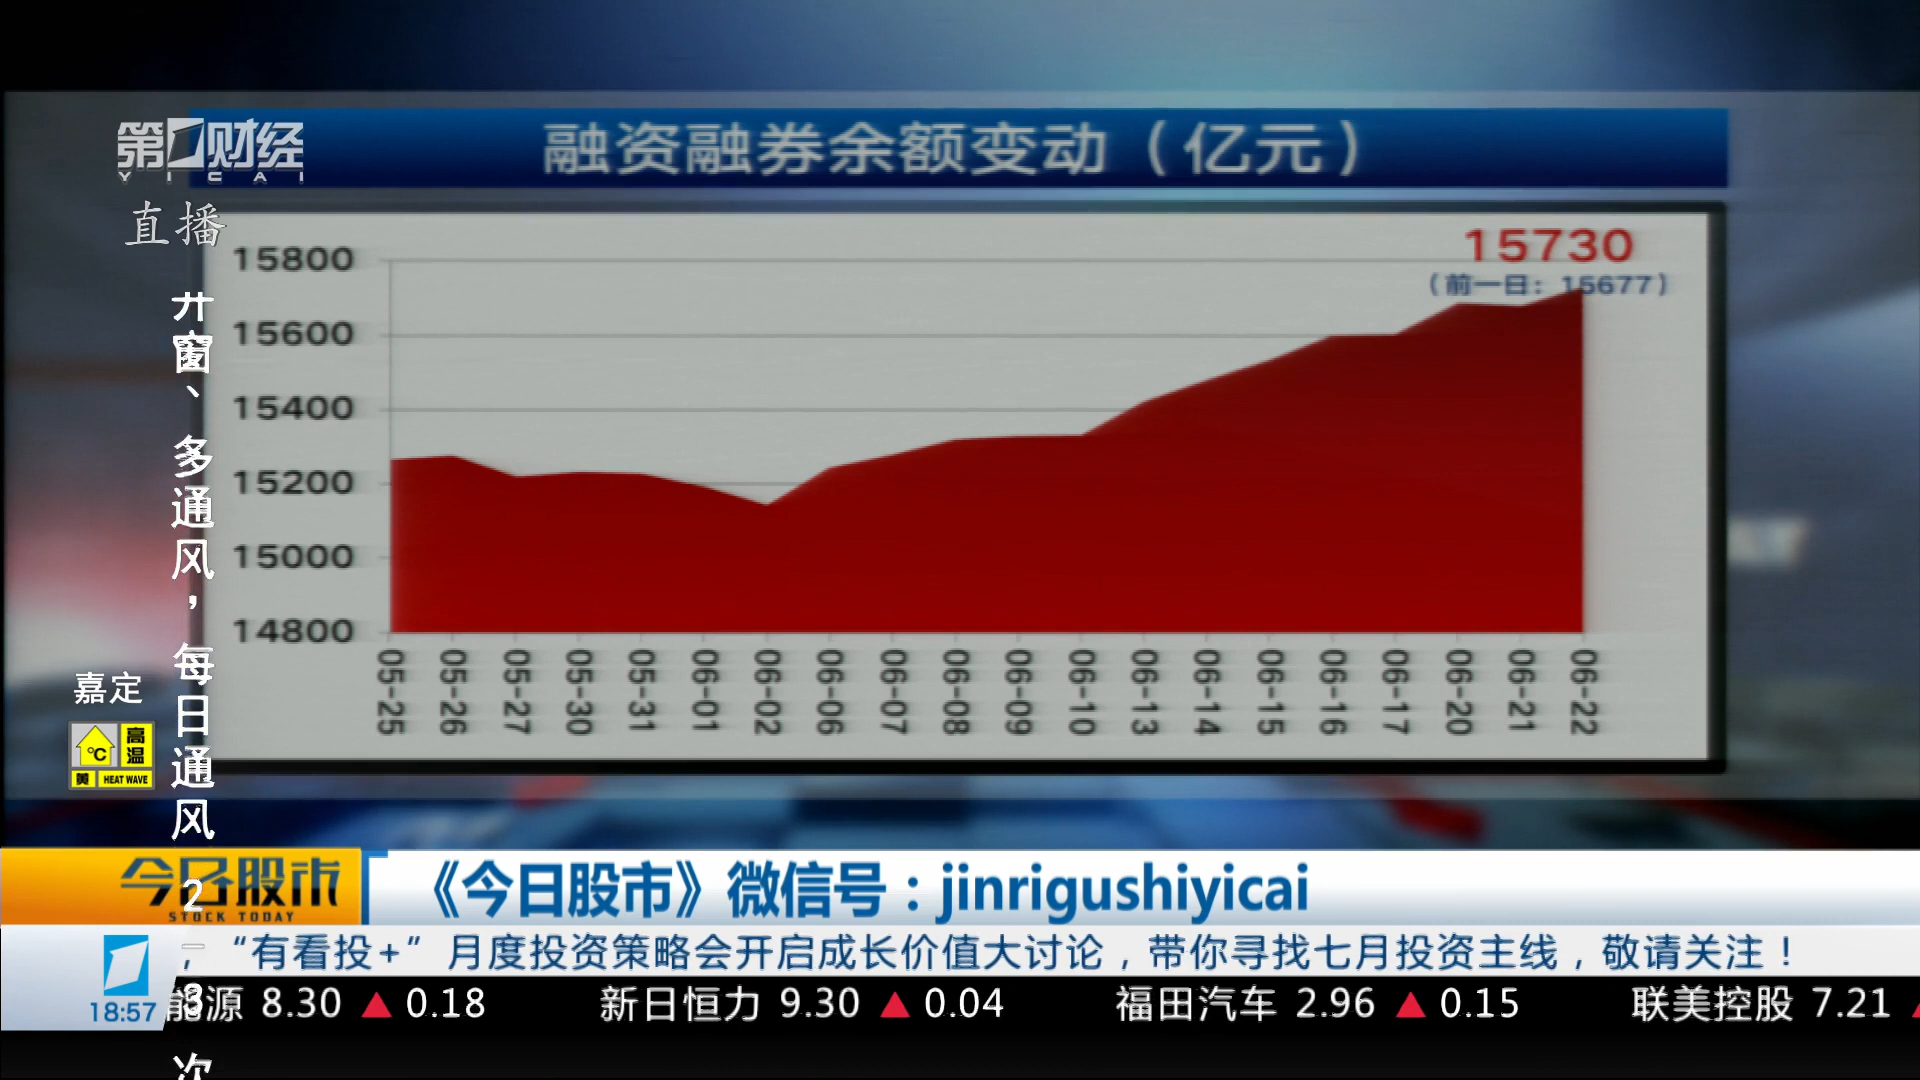 融资融券余额变动（亿元）
第一财经
YICAI
直播
15730
（前一日：15677）
15800
15600
15400
15200
15000
14800
05-25
05-26
05-27
05-30
05-31
06-01
06-02
06-06
06-07
06-08
06-09
06-10
06-13
06-14
06-15
06-16
06-17
06-20
06-21
06-22
开窗、多通风，每日通风 2-3 次
嘉定
℃
高温
黄 HEAT WAVE
今日股市
STOCK TODAY
《今日股市》微信号：jinrigushiyicai
，“有看投+”月度投资策略会开启成长价值大讨论，带你寻找七月投资主线，敬请关注！
18:57
能源 8.30 ▲ 0.18 新日恒力 9.30 ▲ 0.04 福田汽车 2.96 ▲ 0.15 联美控股 7.21